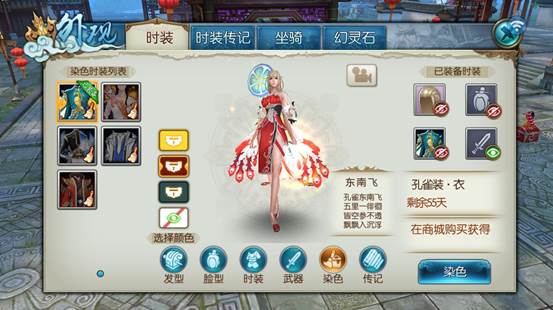 外观
时装
时装传记
坐骑
幻灵石
染色时装列表
已装备时装
东南飞
孔雀东南飞
五里一徘徊
皆空参不透
飘飘入沉浮
孔雀装·衣
剩余55天
在商城购买获得
选择颜色
发型
脸型
时装
武器
染色
传记
染色